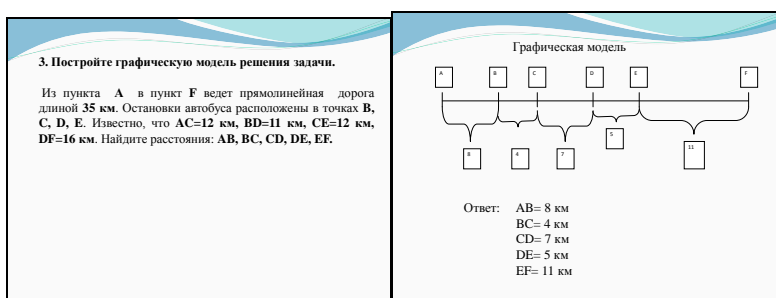 3. Постройте графическую модель решения задачи.
Из пункта А в пункт F ведет прямолинейная дорога
длиной 35 км. Остановки автобуса расположены в точках B,
C, D, E. Известно, что AC=12 км, BD=11 км, CE=12 км,
DF=16 км. Найдите расстояния: AB, BC, CD, DE, EF.
Графическая модель
A B C D E F
5
8 4 7 11
Ответ: AB= 8 км
BC= 4 км
CD= 7 км
DE= 5 км
EF= 11 км